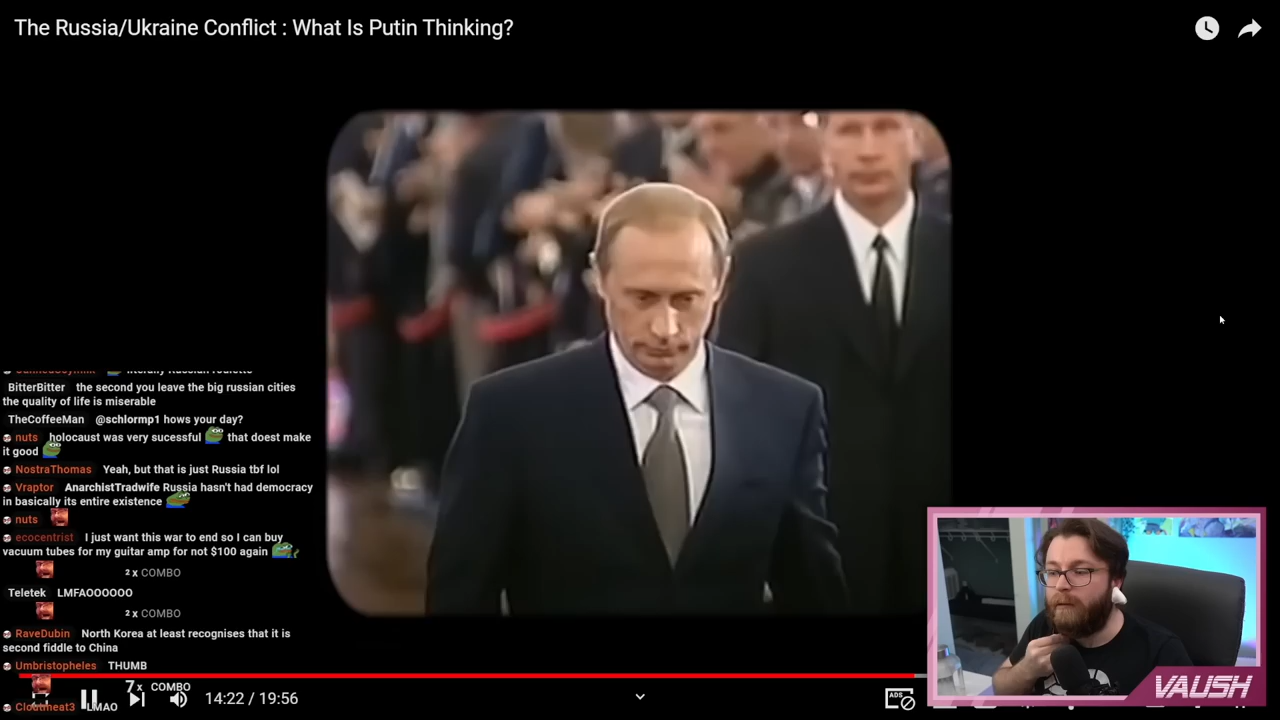 The Russia/Ukraine Conflict : What Is Putin Thinking?
BitterBitter the second you leave the big russian cities
the quality of life is miserable
TheCoffeeMan @schlormp1 hows your day?
nuts holocaust was very sucessful that doest make
it good
NostraThomas Yeah, but that is just Russia tbf lol
Vraptor AnarchistTradwife Russia hasn't had democracy
in basically its entire existence
nuts
ecocentrist I just want this war to end so I can buy
vacuum tubes for my guitar amp for not $100 again
2 x COMBO
Teletek LMFAOOOOOO
2 x COMBO
RaveDubin North Korea at least recognises that it is
second fiddle to China
Umbristopheles THUMB
7 x COMBO
Cloutmeat3 LMAO
14:22 / 19:56
ADS
VAUSH